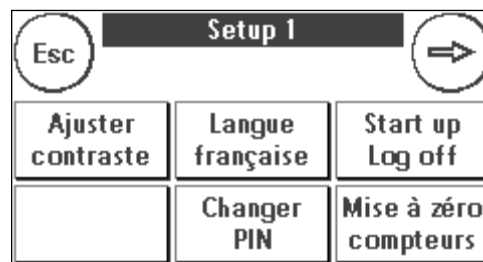 Setup 1
Esc
Ajuster
contraste
Langue
française
Start up
Log off
Changer
PIN
Mise à zéro
compteurs